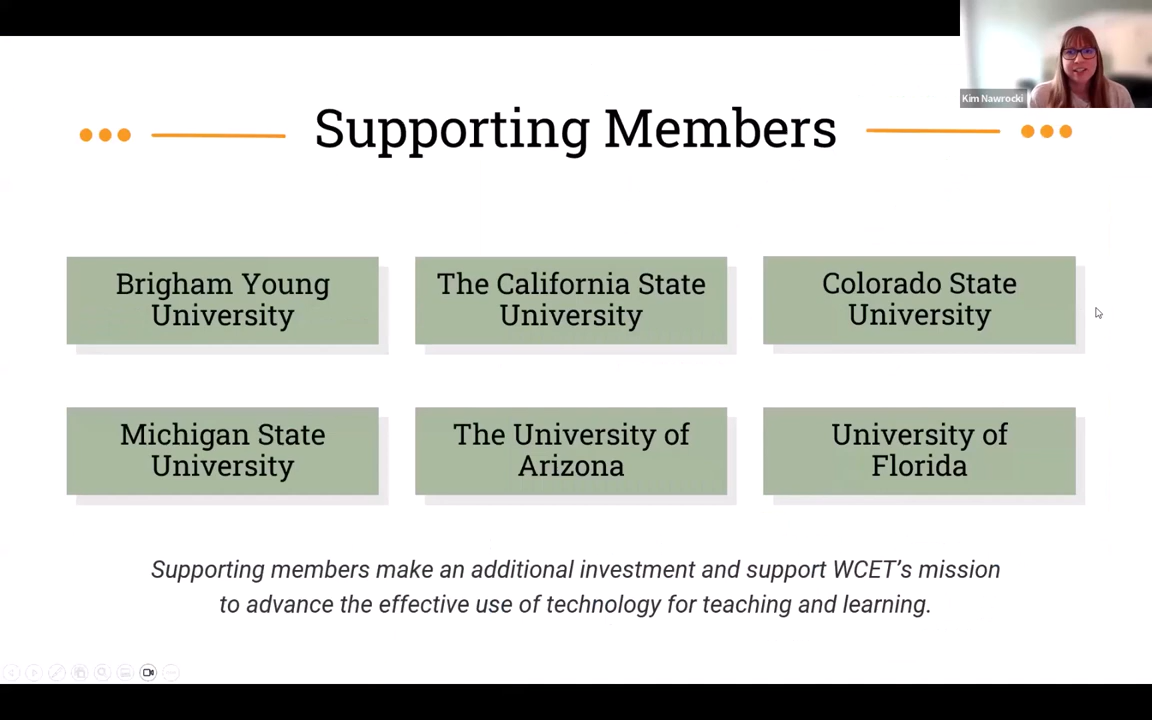 Kim Nawrocki
Supporting Members
Brigham Young
University
The California State
University
Colorado State
University
Michigan State
University
The University of
Arizona
University of
Florida
Supporting members make an additional investment and support WCET’s mission
to advance the effective use of technology for teaching and learning.